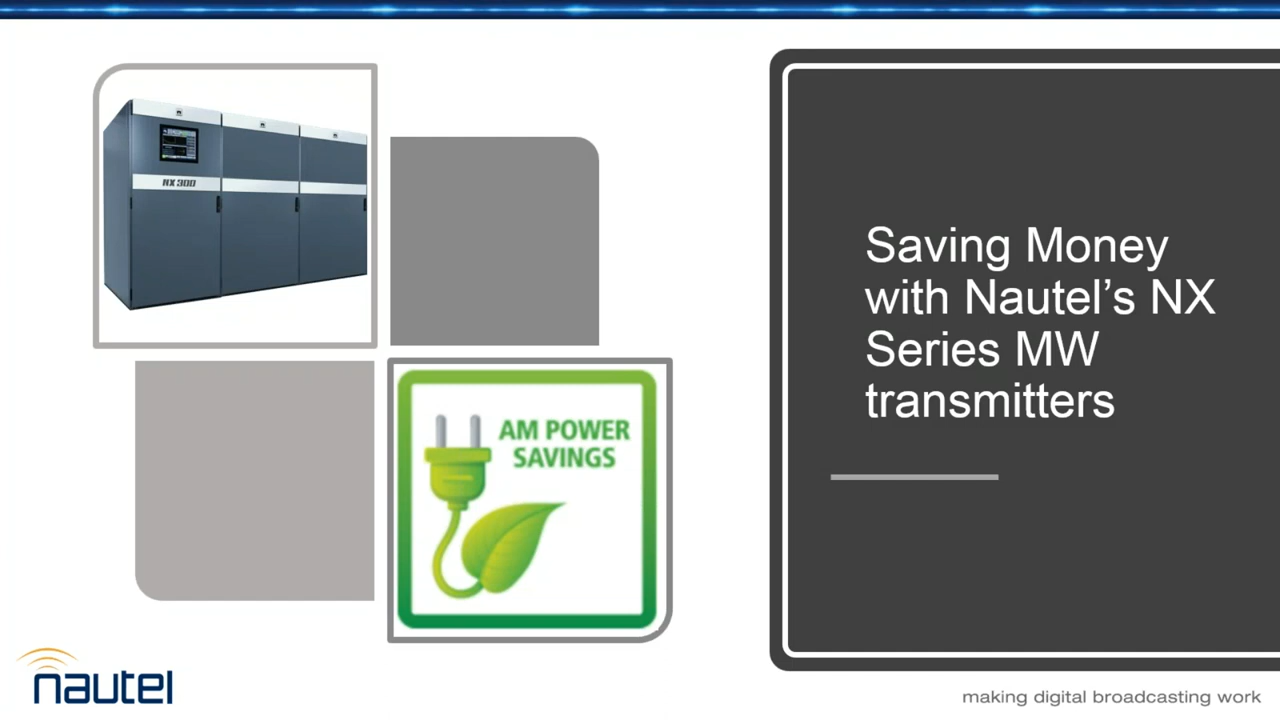 NX 300
Saving Money
with Nautel’s NX
Series MW
transmitters
AM POWER
SAVINGS
nautel
making digital broadcasting work